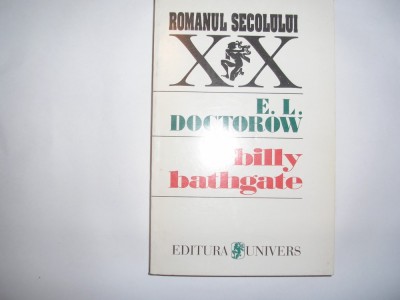 ROMANUL SECOLULUI
XX
E. L.
DOCTOROW
billy
bathgate
EDITURA UNIVERS